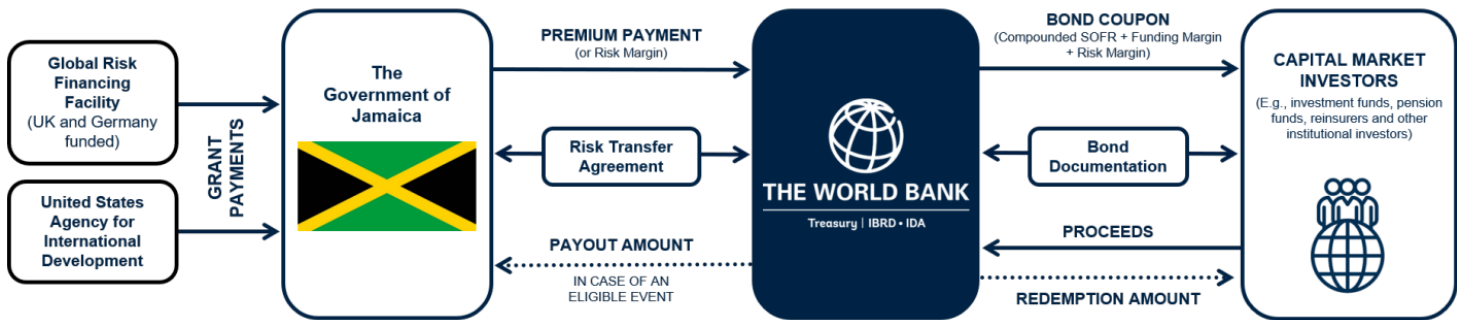 Global Risk
Financing
Facility
(UK and Germany
funded)
United States
Agency for
International
Development
GRANT
PAYMENTS
The
Government of
Jamaica
PREMIUM PAYMENT
(or Risk Margin)
Risk Transfer
Agreement
PAYOUT AMOUNT
IN CASE OF AN
ELIGIBLE EVENT
THE WORLD BANK
Treasury | IBRD • IDA
BOND COUPON
(Compounded SOFR + Funding Margin
+ Risk Margin)
Bond
Documentation
PROCEEDS
REDEMPTION AMOUNT
CAPITAL MARKET
INVESTORS
(E.g., investment funds, pension
funds, reinsurers and other
institutional investors)